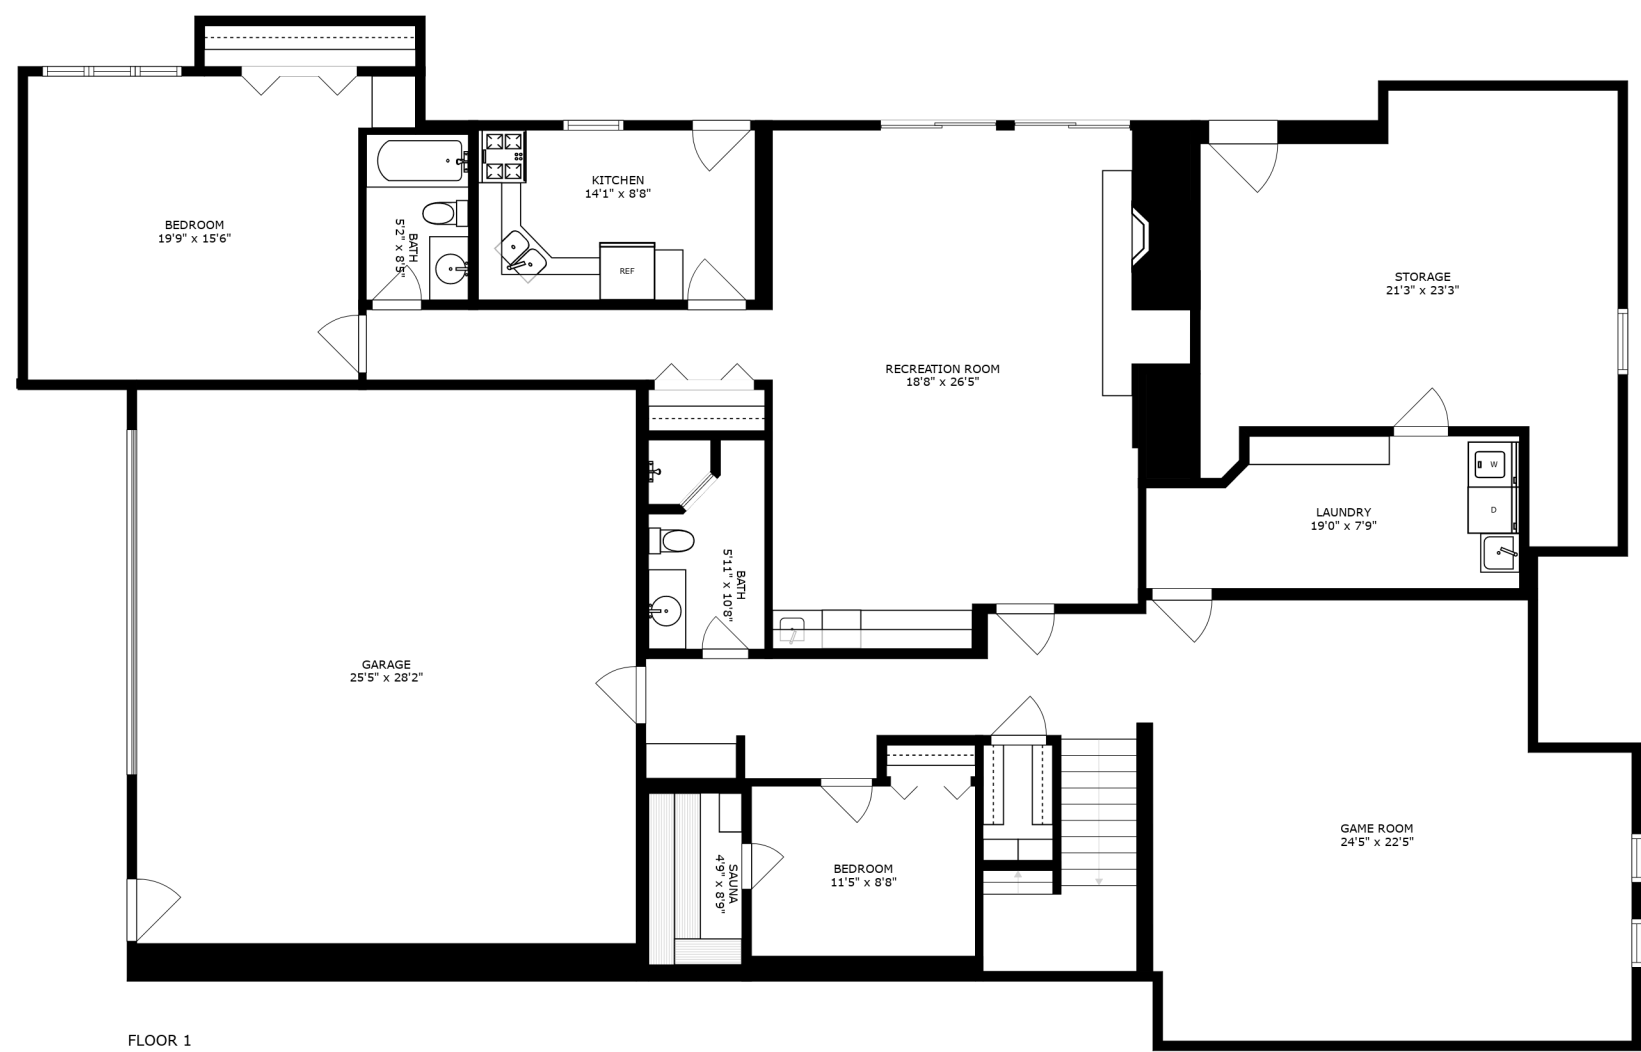 KITCHEN
14'1" x 8'8"
BEDROOM
19'9" x 15'6"
BATH
5'2" x 8'5"
REF
STORAGE
21'3" x 23'3"
RECREATION ROOM
18'8" x 26'5"
W
D
LAUNDRY
19'0" x 7'9"
BATH
5'11" x 10'8"
GARAGE
25'5" x 28'2"
GAME ROOM
24'5" x 22'5"
SAUNA
4'9" x 8'9"
BEDROOM
11'5" x 8'8"
FLOOR 1